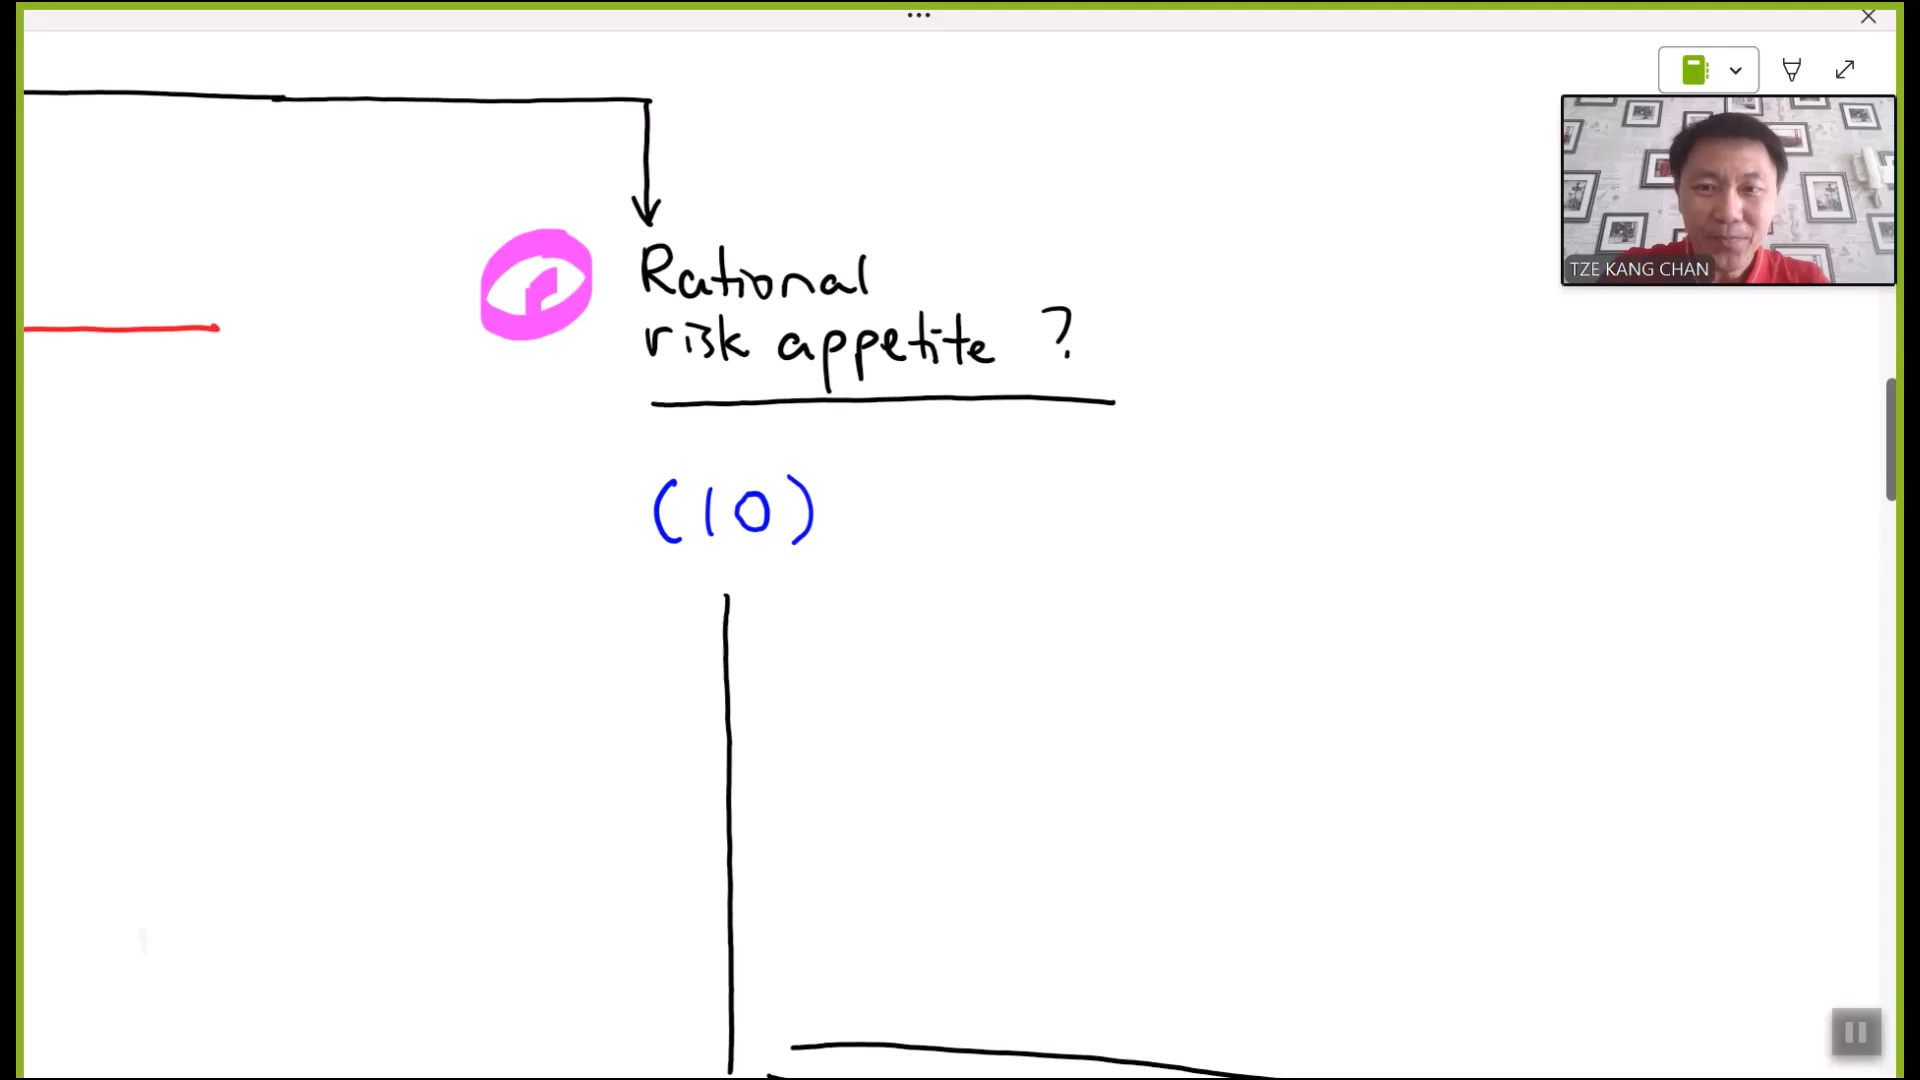 TZE KANG CHAN
Rational
risk appetite ?
(10)